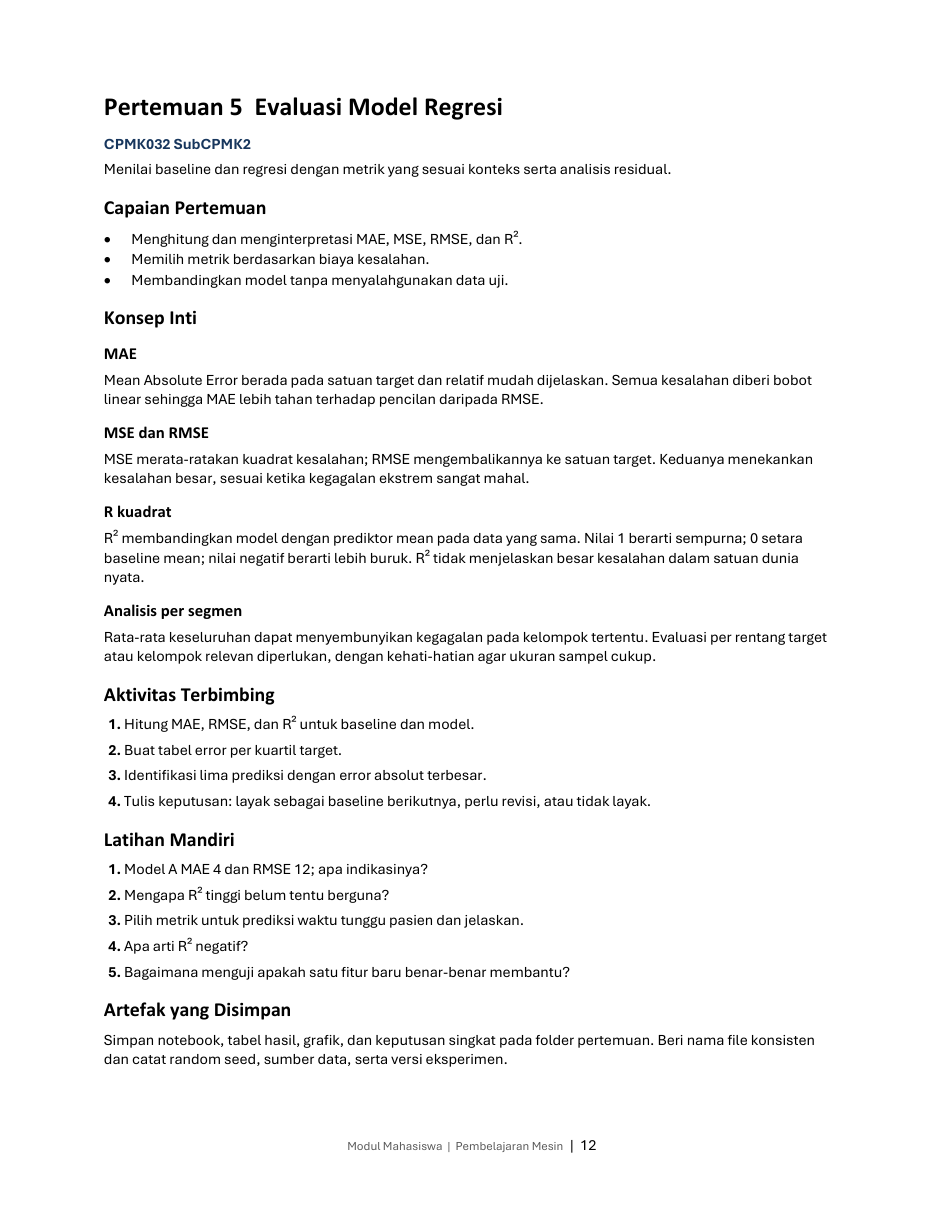 Pertemuan 5  Evaluasi Model Regresi
CPMK032 SubCPMK2
Menilai baseline dan regresi dengan metrik yang sesuai konteks serta analisis residual.
Capaian Pertemuan
• Menghitung dan menginterpretasi MAE, MSE, RMSE, dan R².
• Memilih metrik berdasarkan biaya kesalahan.
• Membandingkan model tanpa menyalahgunakan data uji.
Konsep Inti
MAE
Mean Absolute Error berada pada satuan target dan relatif mudah dijelaskan. Semua kesalahan diberi bobot
linear sehingga MAE lebih tahan terhadap pencilan daripada RMSE.
MSE dan RMSE
MSE merata-ratakan kuadrat kesalahan; RMSE mengembalikannya ke satuan target. Keduanya menekankan
kesalahan besar, sesuai ketika kegagalan ekstrem sangat mahal.
R kuadrat
R² membandingkan model dengan prediktor mean pada data yang sama. Nilai 1 berarti sempurna; 0 setara
baseline mean; nilai negatif berarti lebih buruk. R² tidak menjelaskan besar kesalahan dalam satuan dunia
nyata.
Analisis per segmen
Rata-rata keseluruhan dapat menyembunyikan kegagalan pada kelompok tertentu. Evaluasi per rentang target
atau kelompok relevan diperlukan, dengan kehati-hatian agar ukuran sampel cukup.
Aktivitas Terbimbing
1. Hitung MAE, RMSE, dan R² untuk baseline dan model.
2. Buat tabel error per kuartil target.
3. Identifikasi lima prediksi dengan error absolut terbesar.
4. Tulis keputusan: layak sebagai baseline berikutnya, perlu revisi, atau tidak layak.
Latihan Mandiri
1. Model A MAE 4 dan RMSE 12; apa indikasinya?
2. Mengapa R² tinggi belum tentu berguna?
3. Pilih metrik untuk prediksi waktu tunggu pasien dan jelaskan.
4. Apa arti R² negatif?
5. Bagaimana menguji apakah satu fitur baru benar-benar membantu?
Artefak yang Disimpan
Simpan notebook, tabel hasil, grafik, dan keputusan singkat pada folder pertemuan. Beri nama file konsisten
dan catat random seed, sumber data, serta versi eksperimen.
Modul Mahasiswa | Pembelajaran Mesin | 12